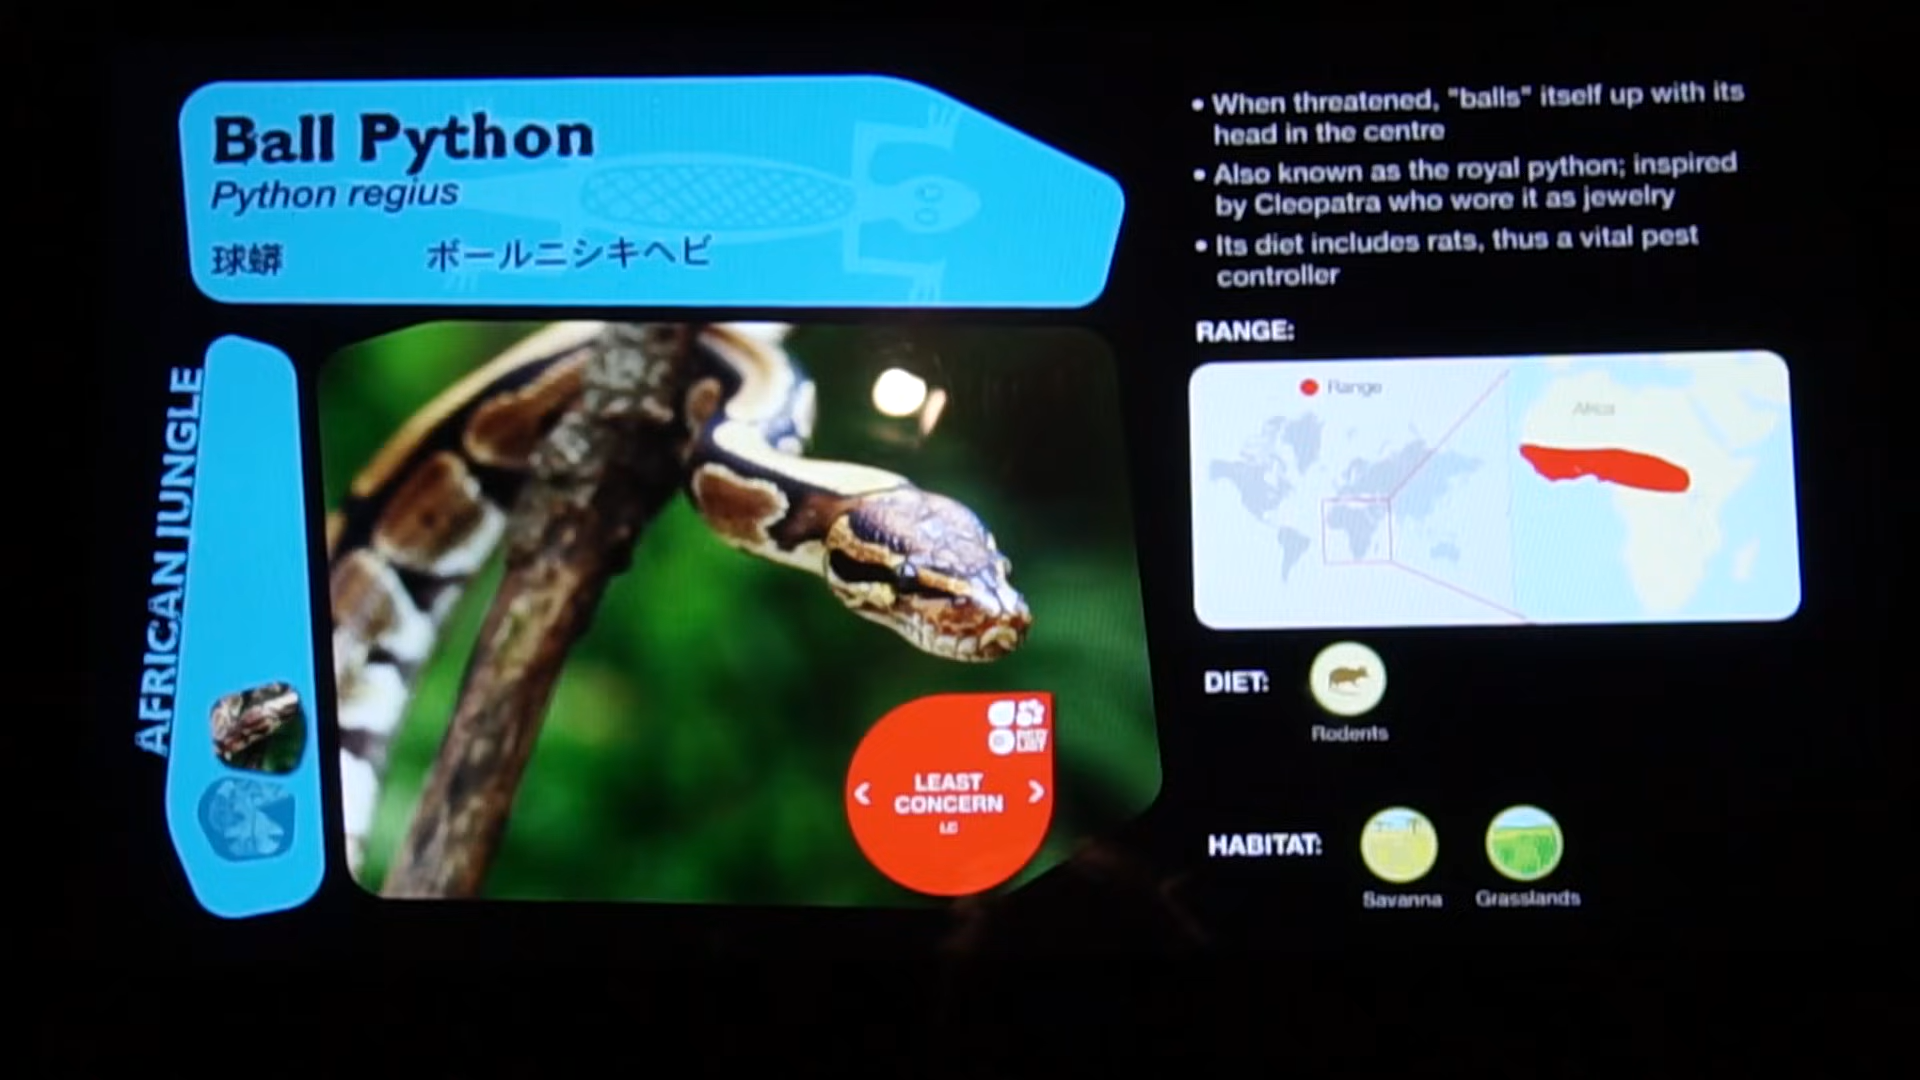 Ball Python
Python regius
球蟒 ボールニシキヘビ
AFRICAN JUNGLE
• When threatened, "balls" itself up with its
head in the centre
• Also known as the royal python; inspired
by Cleopatra who wore it as jewelry
• Its diet includes rats, thus a vital pest
controller
RANGE:
Range
Africa
DIET:
Rodents
HABITAT:
Savanna
Grasslands
RED
LIST
< LEAST
CONCERN >
LC